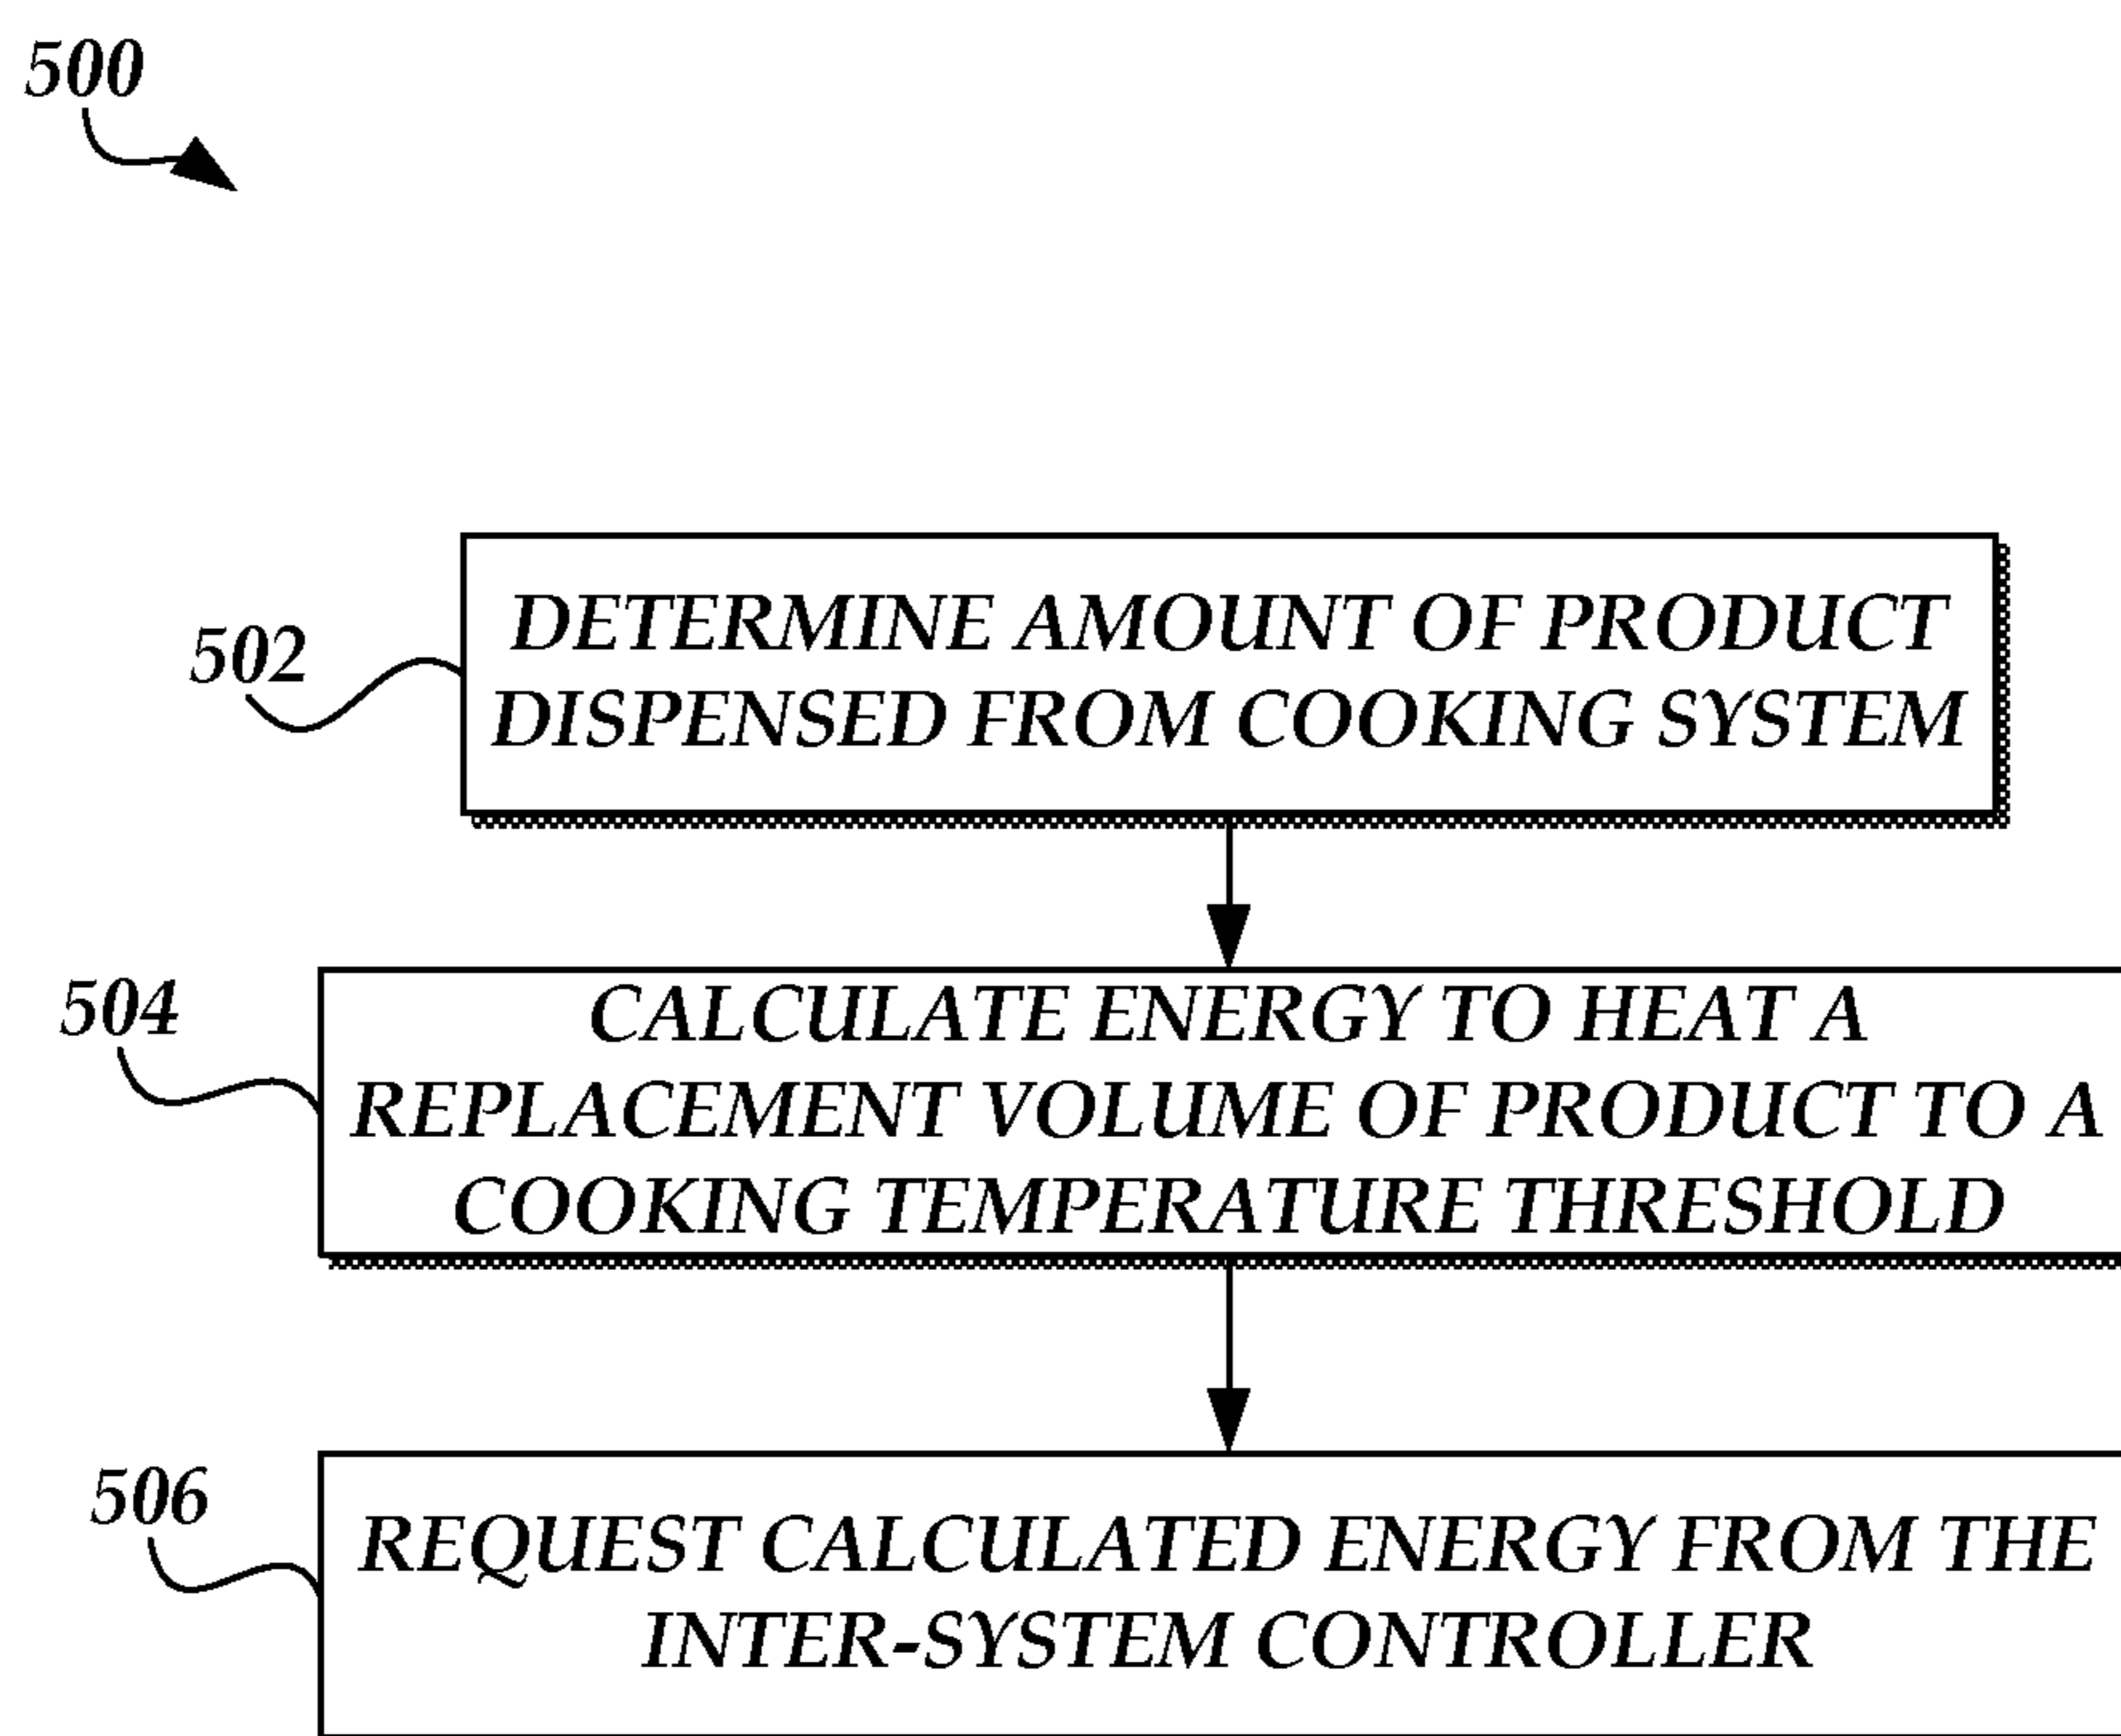 500
502
DETERMINE AMOUNT OF PRODUCT
DISPENSED FROM COOKING SYSTEM
504
CALCULATE ENERGY TO HEAT A
REPLACEMENT VOLUME OF PRODUCT TO A
COOKING TEMPERATURE THRESHOLD
506
REQUEST CALCULATED ENERGY FROM THE
INTER-SYSTEM CONTROLLER